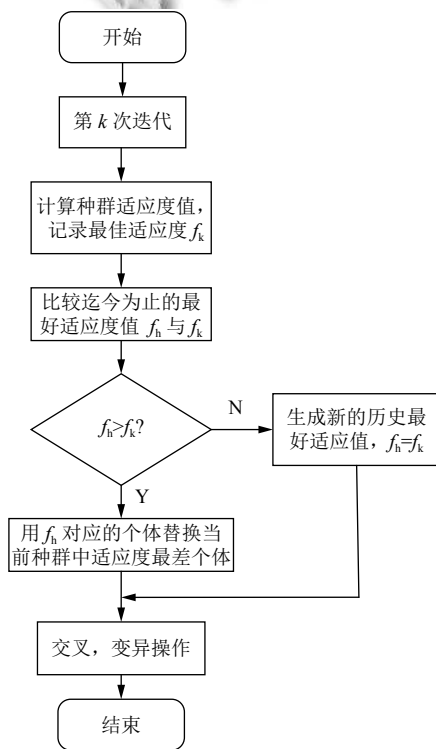 开始
第 k 次迭代
计算种群适应度值，
记录最佳适应度 fk
比较迄今为止的最
好适应度值 fh 与 fk
fh>fk?
N
生成新的历史最
好适应值，fh=fk
Y
用 fh 对应的个体替换当
前种群中适应度最差个体
交叉，变异操作
结束